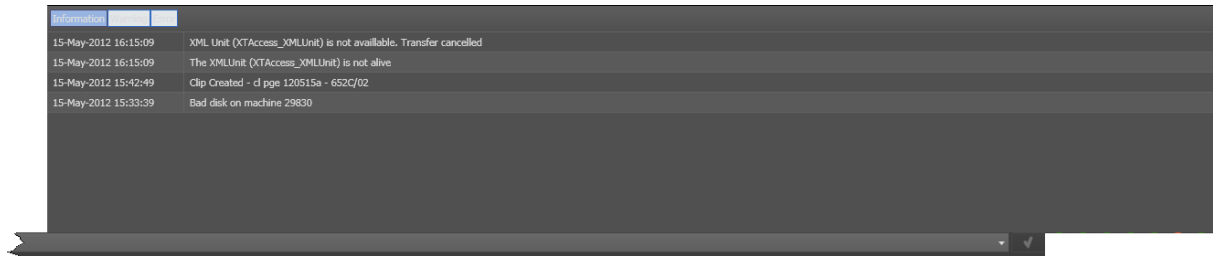 Information Warning Error
15-May-2012 16:15:09 XML Unit (XTAccess_XMLUnit) is not availlable. Transfer cancelled
15-May-2012 16:15:09 The XMLUnit (XTAccess_XMLUnit) is not alive
15-May-2012 15:42:49 Clip Created - cl pge 120515a - 652C/02
15-May-2012 15:33:39 Bad disk on machine 29830